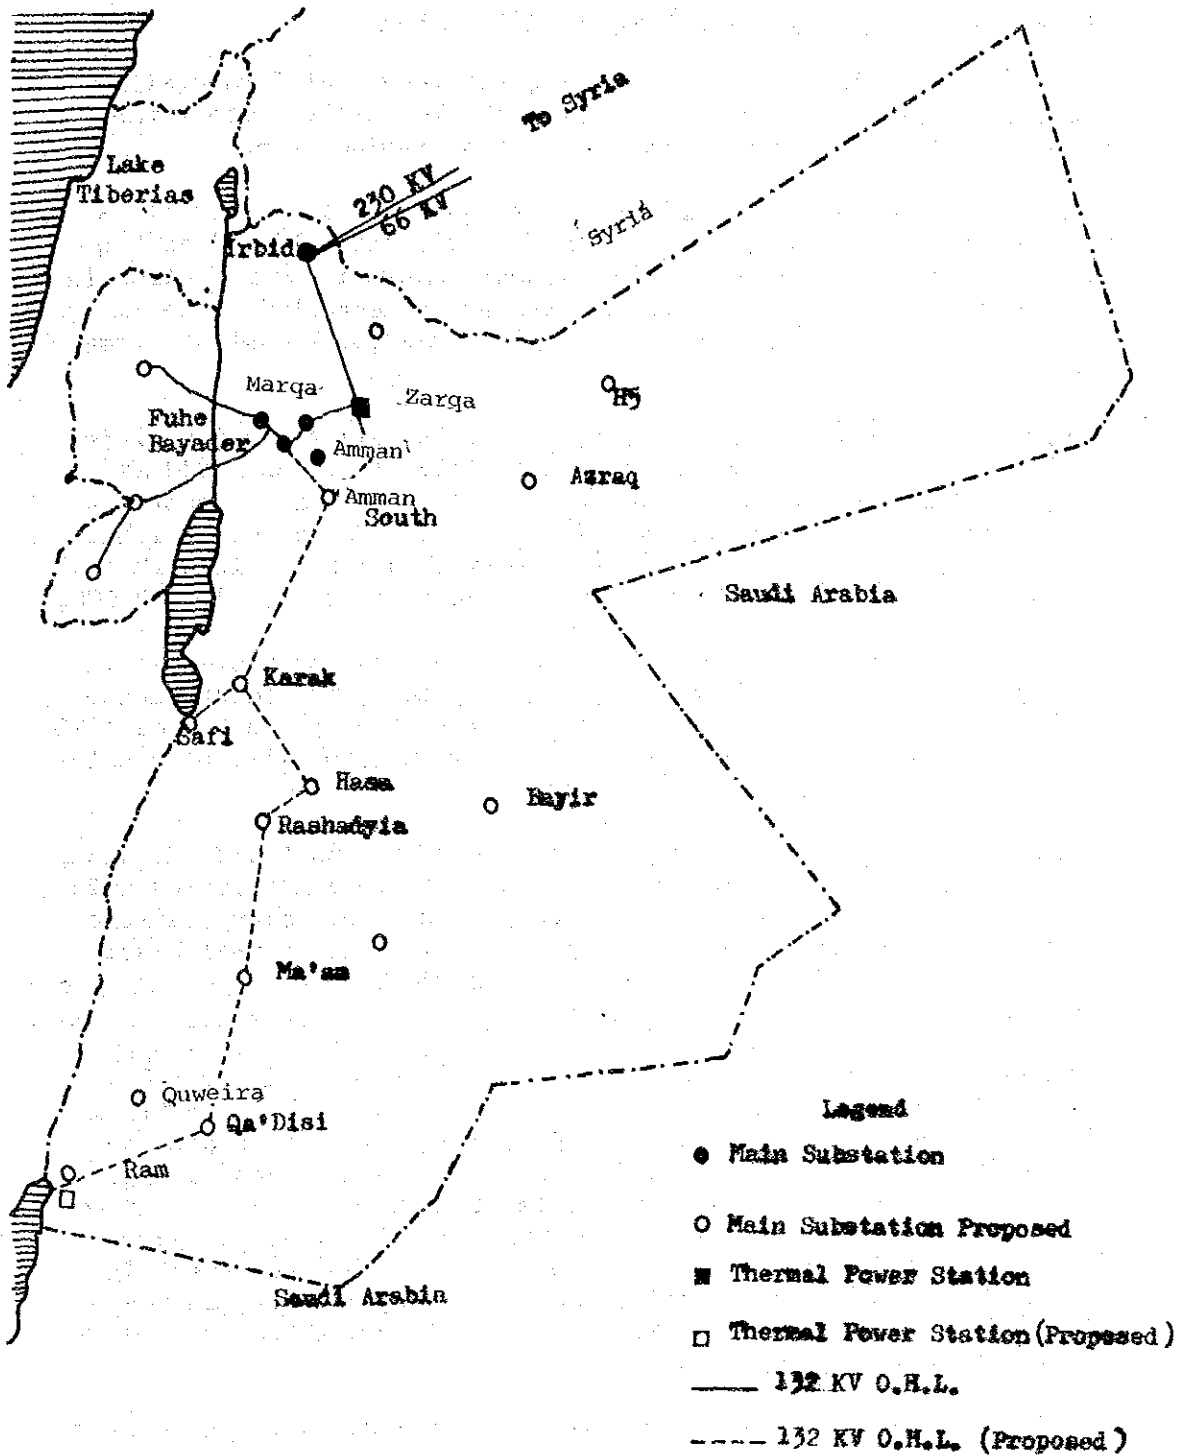 To Syria
Lake
Tiberias
230 KV
66 KV
Syria
Irbid
H5
Marqa
Zarqa
Fuhe
Bayader
Amman
Azraq
Amman
South
Saudi Arabia
Karak
Safi
Hasa
Bayir
Rashadyia
Ma'an
Quweira
Qa'Disi
Ram
Saudi Arabia
Legend
Main Substation
Main Substation Proposed
Thermal Power Station
Thermal Power Station (Proposed)
132 KV O.H.L.
132 KV O.H.L. (Proposed)